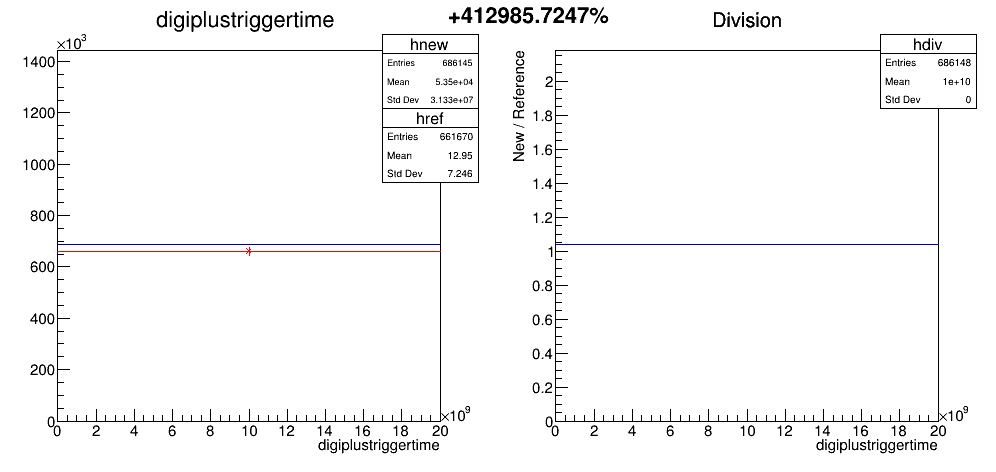 +412985.7247%
digiplustriggertime
×10³
hnew
Entries 686145
Mean 5.35e+04
Std Dev 3.133e+07
href
Entries 661670
Mean 12.95
Std Dev 7.246
1400
1200
1000
800
600
400
200
0
0 2 4 6 8 10 12 14 16 18 20
×10⁹
digiplustriggertime
Division
hdiv
Entries 686148
Mean 1e+10
Std Dev 0
New / Reference
2
1.8
1.6
1.4
1.2
1
0.8
0.6
0.4
0.2
0
0 2 4 6 8 10 12 14 16 18 20
×10⁹
digiplustriggertime